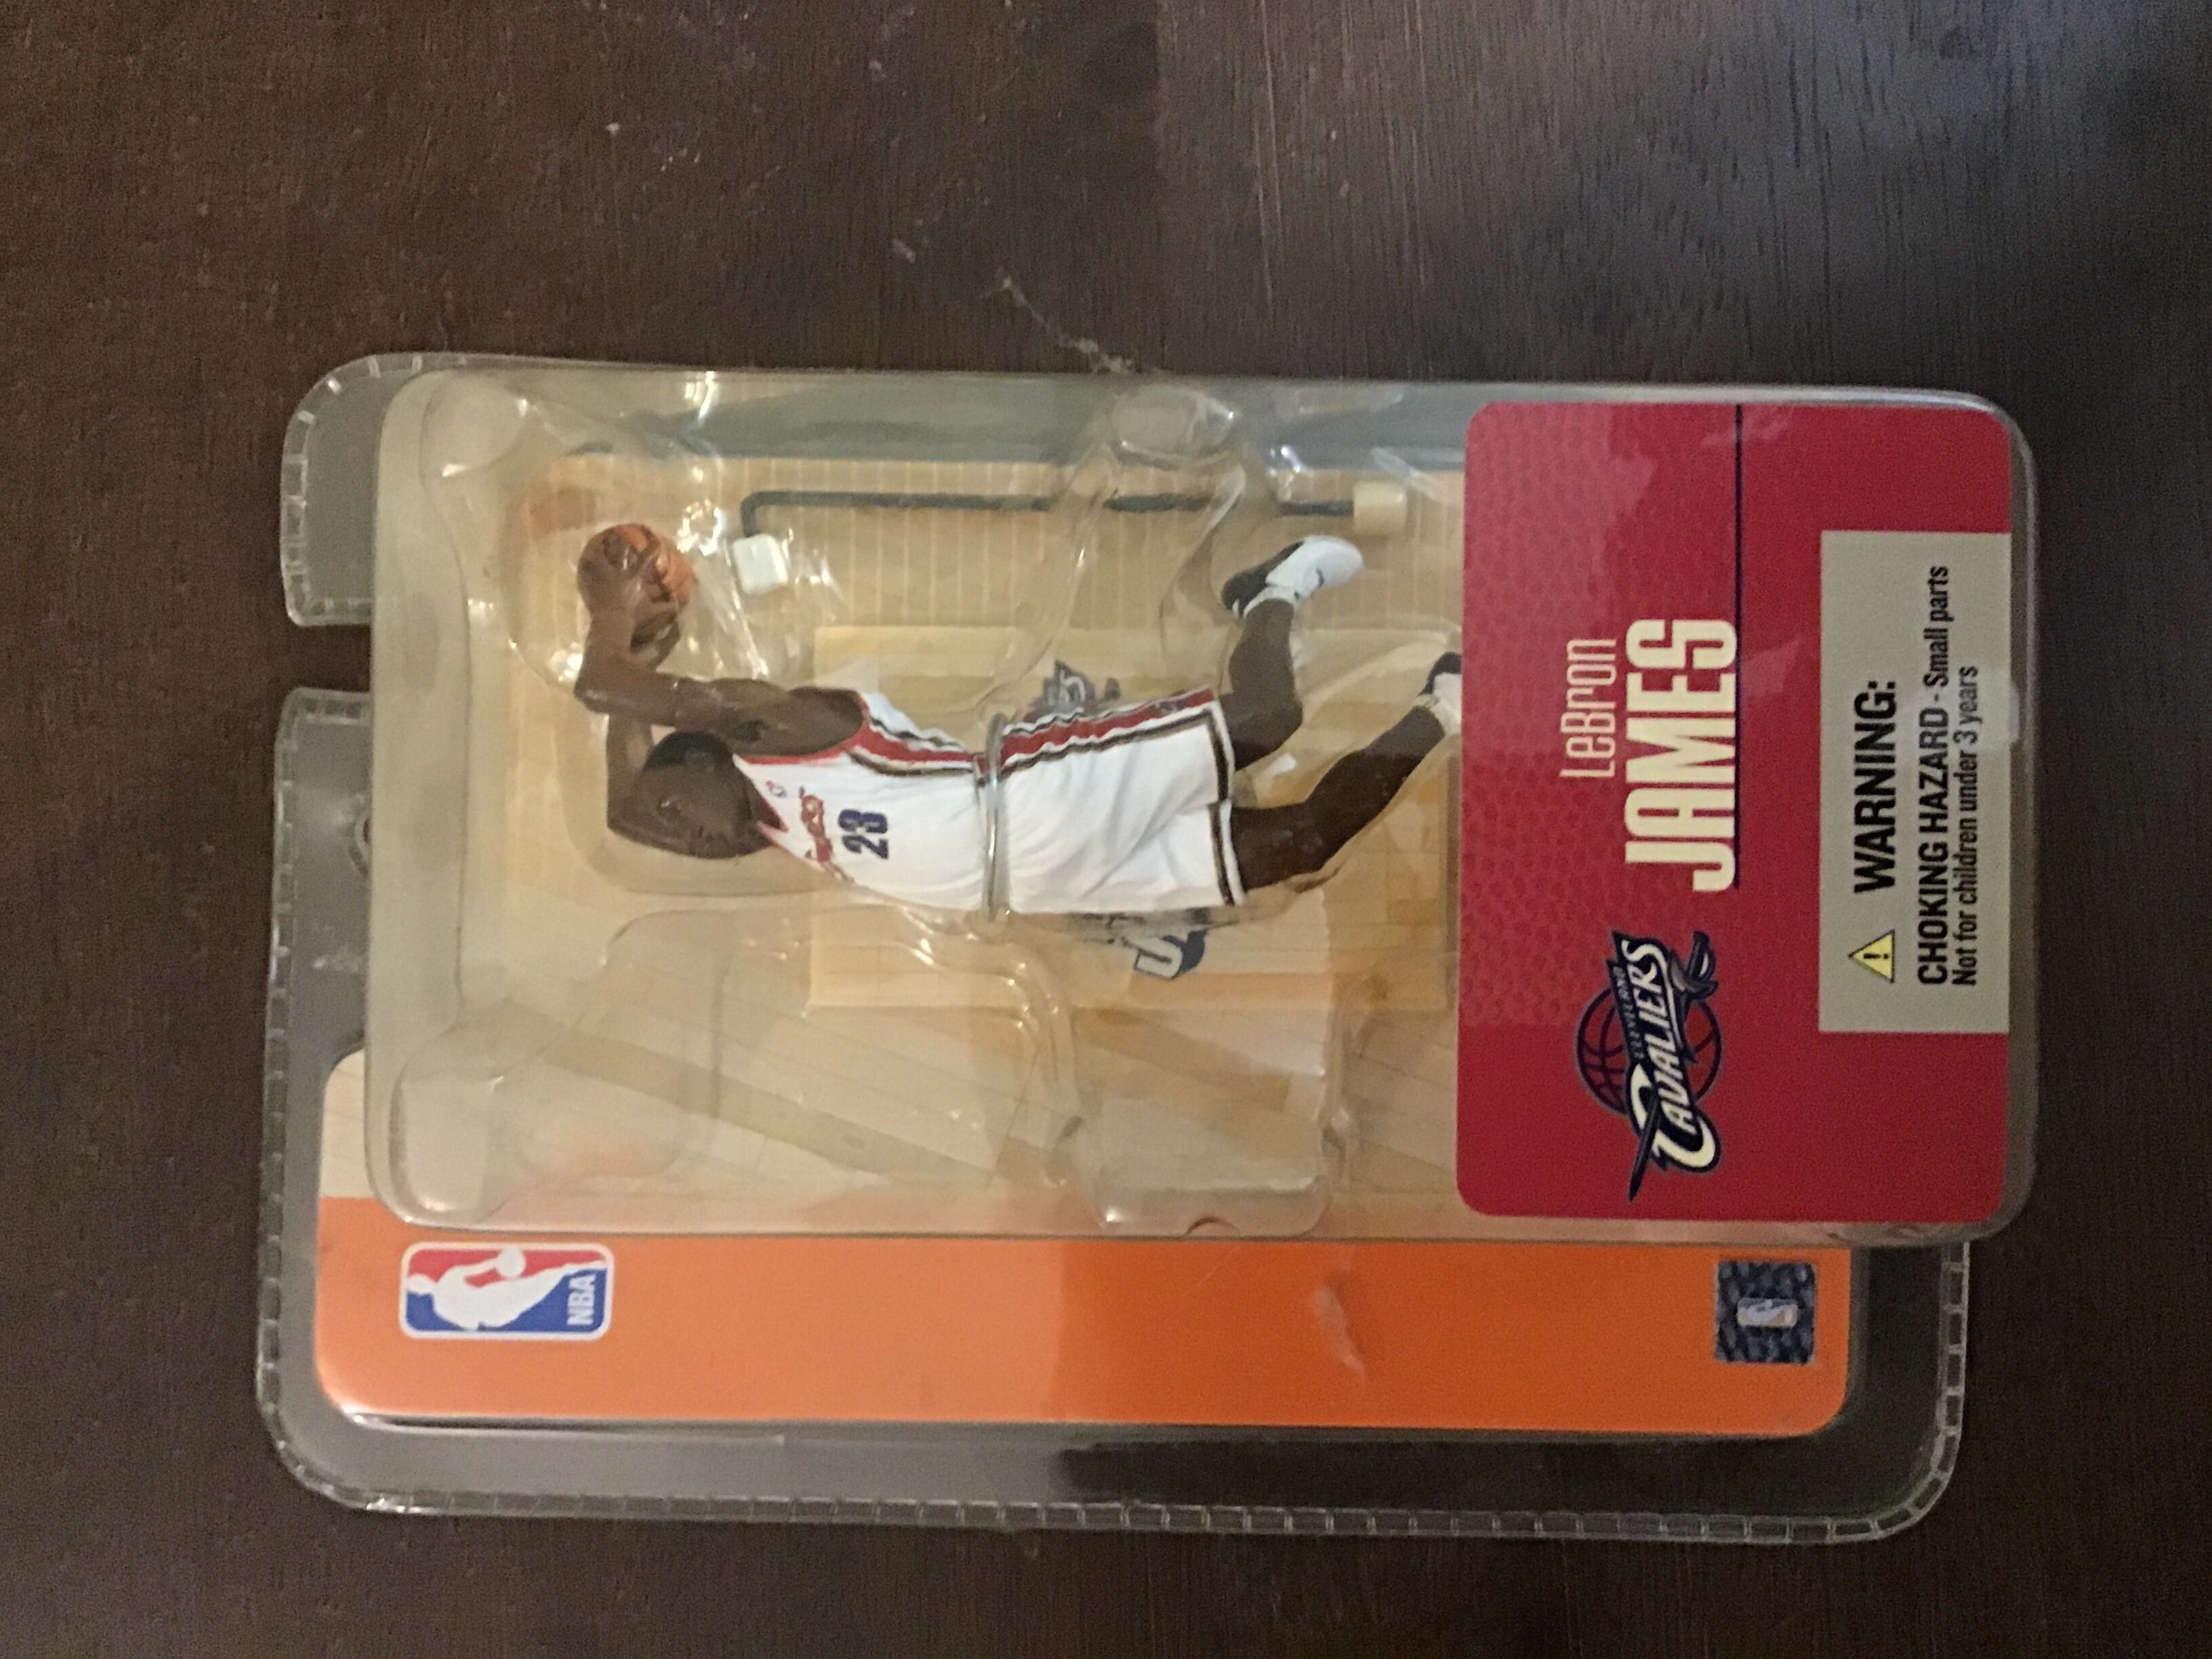 23
LeBron
JAMES
CLEVELAND
CAVALIERS
WARNING:
CHOKING HAZARD - Small parts
Not for children under 3 years
NBA